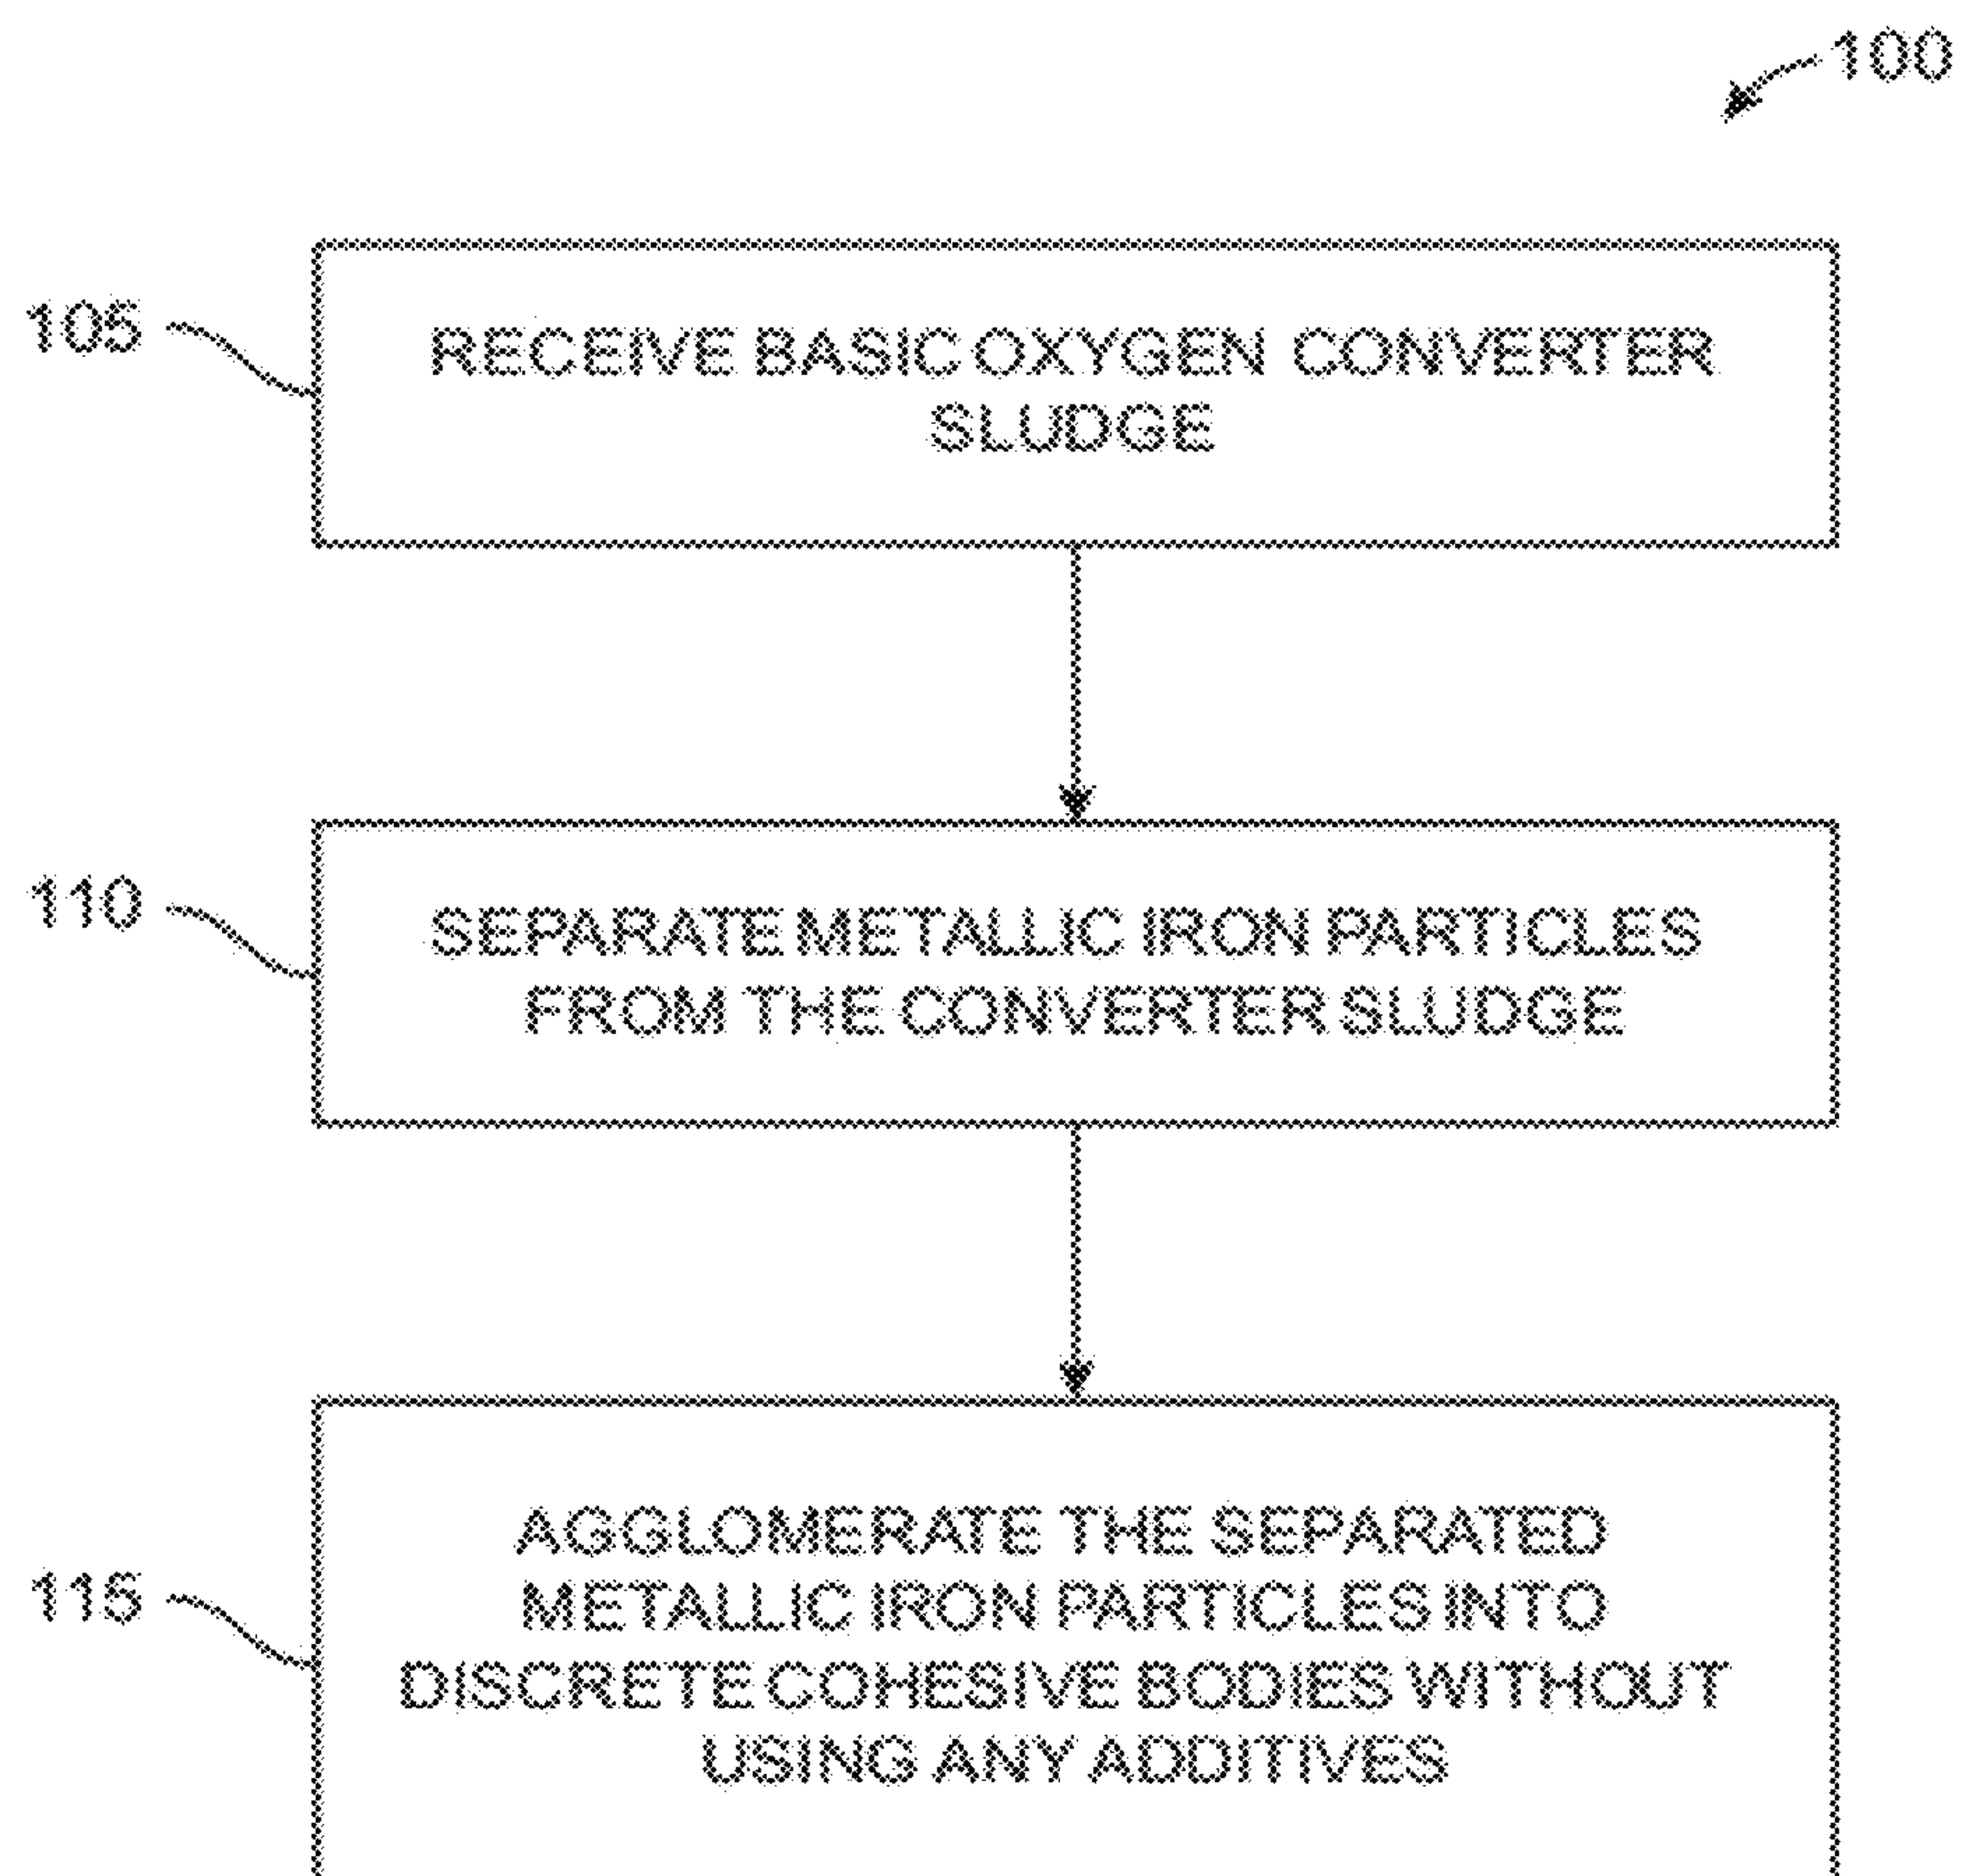 100
105
RECEIVE BASIC OXYGEN CONVERTER
SLUDGE
110
SEPARATE METALLIC IRON PARTICLES
FROM THE CONVERTER SLUDGE
115
AGGLOMERATE THE SEPARATED
METALLIC IRON PARTICLES INTO
DISCRETE COHESIVE BODIES WITHOUT
USING ANY ADDITIVES